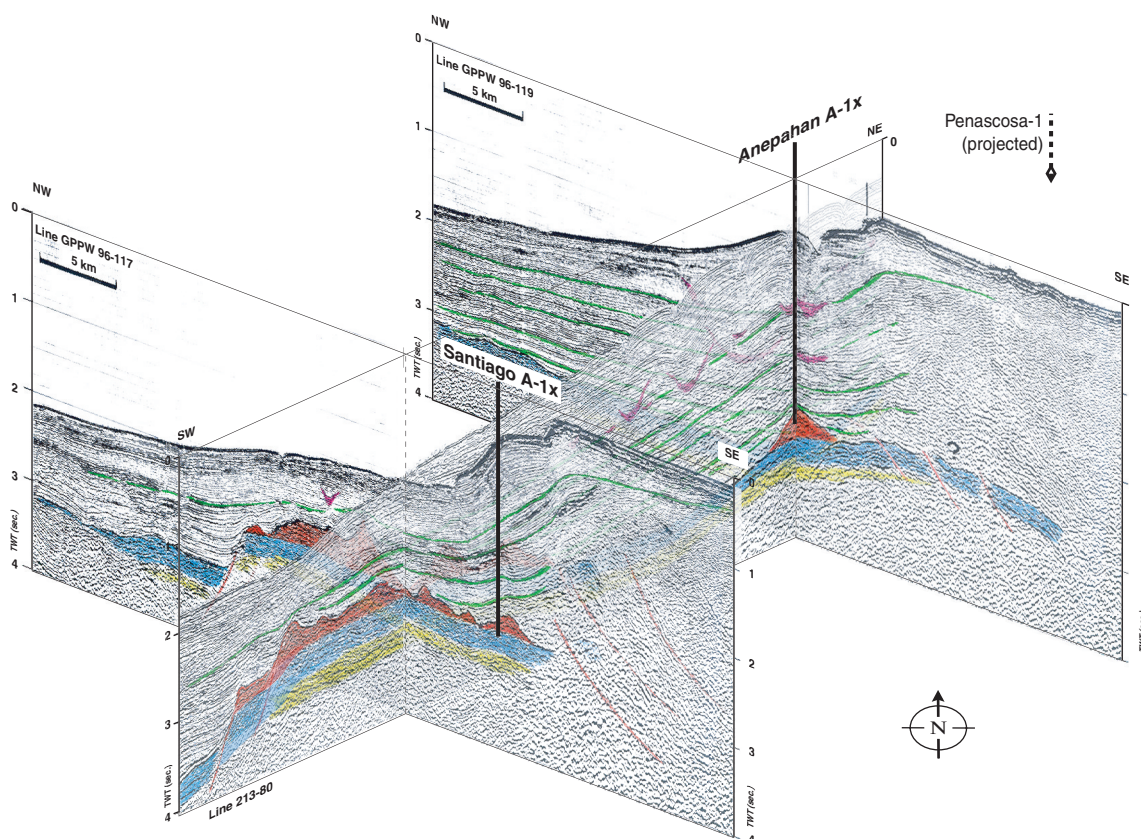 NW
0
Line GPPW 96-119
5 km
1
2
3
TWT (sec.)
4
Anepahan A-1x
NE
0
Penascosa-1
(projected)
SE
NW
0
Line GPPW 96-117
5 km
1
2
3
TWT (sec.)
4
SW
Santiago A-1x
SE
0
1
2
3
TWT (sec.)
2
3
TWT (sec.)
4
Line 213-80
?
N